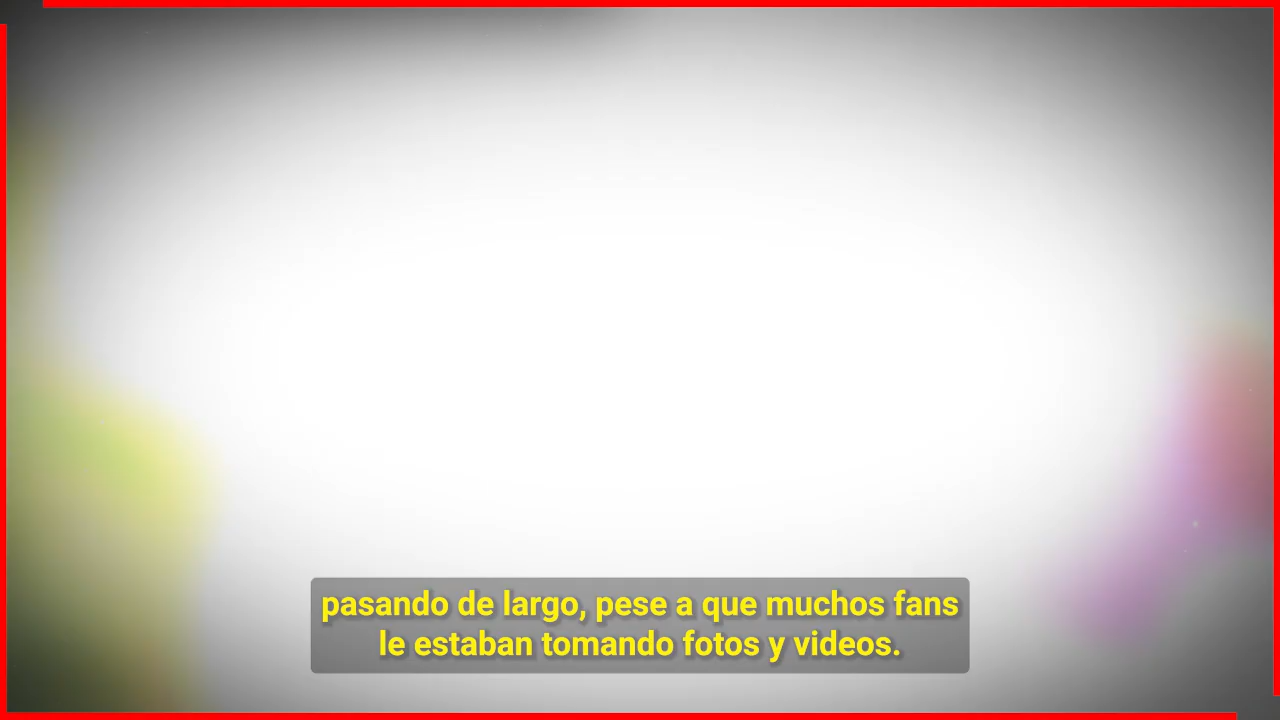 pasando de largo, pese a que muchos fans
le estaban tomando fotos y videos.